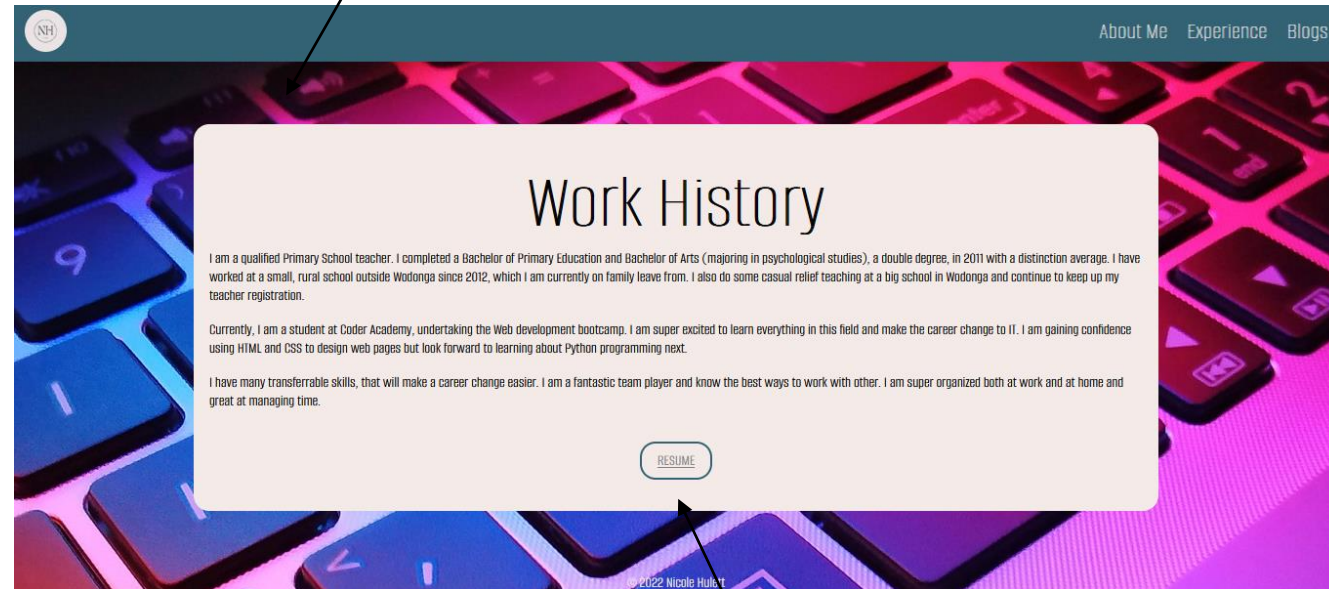 NH
About Me Experience Blogs
Work History
I am a qualified Primary School teacher. I completed a Bachelor of Primary Education and Bachelor of Arts (majoring in psychological studies), a double degree, in 2011 with a distinction average. I have
worked at a small, rural school outside Wodonga since 2012, which I am currently on family leave from. I also do some casual relief teaching at a big school in Wodonga and continue to keep up my
teacher registration.
Currently, I am a student at Coder Academy, undertaking the Web development bootcamp. I am super excited to learn everything in this field and make the career change to IT. I am gaining confidence
using HTML and CSS to design web pages but look forward to learning about Python programming next.
I have many transferrable skills, that will make a career change easier. I am a fantastic team player and know the best ways to work with other. I am super organized both at work and at home and
great at managing time.
RESUME
© 2022 Nicole Hulett
enter
1
end
4
9